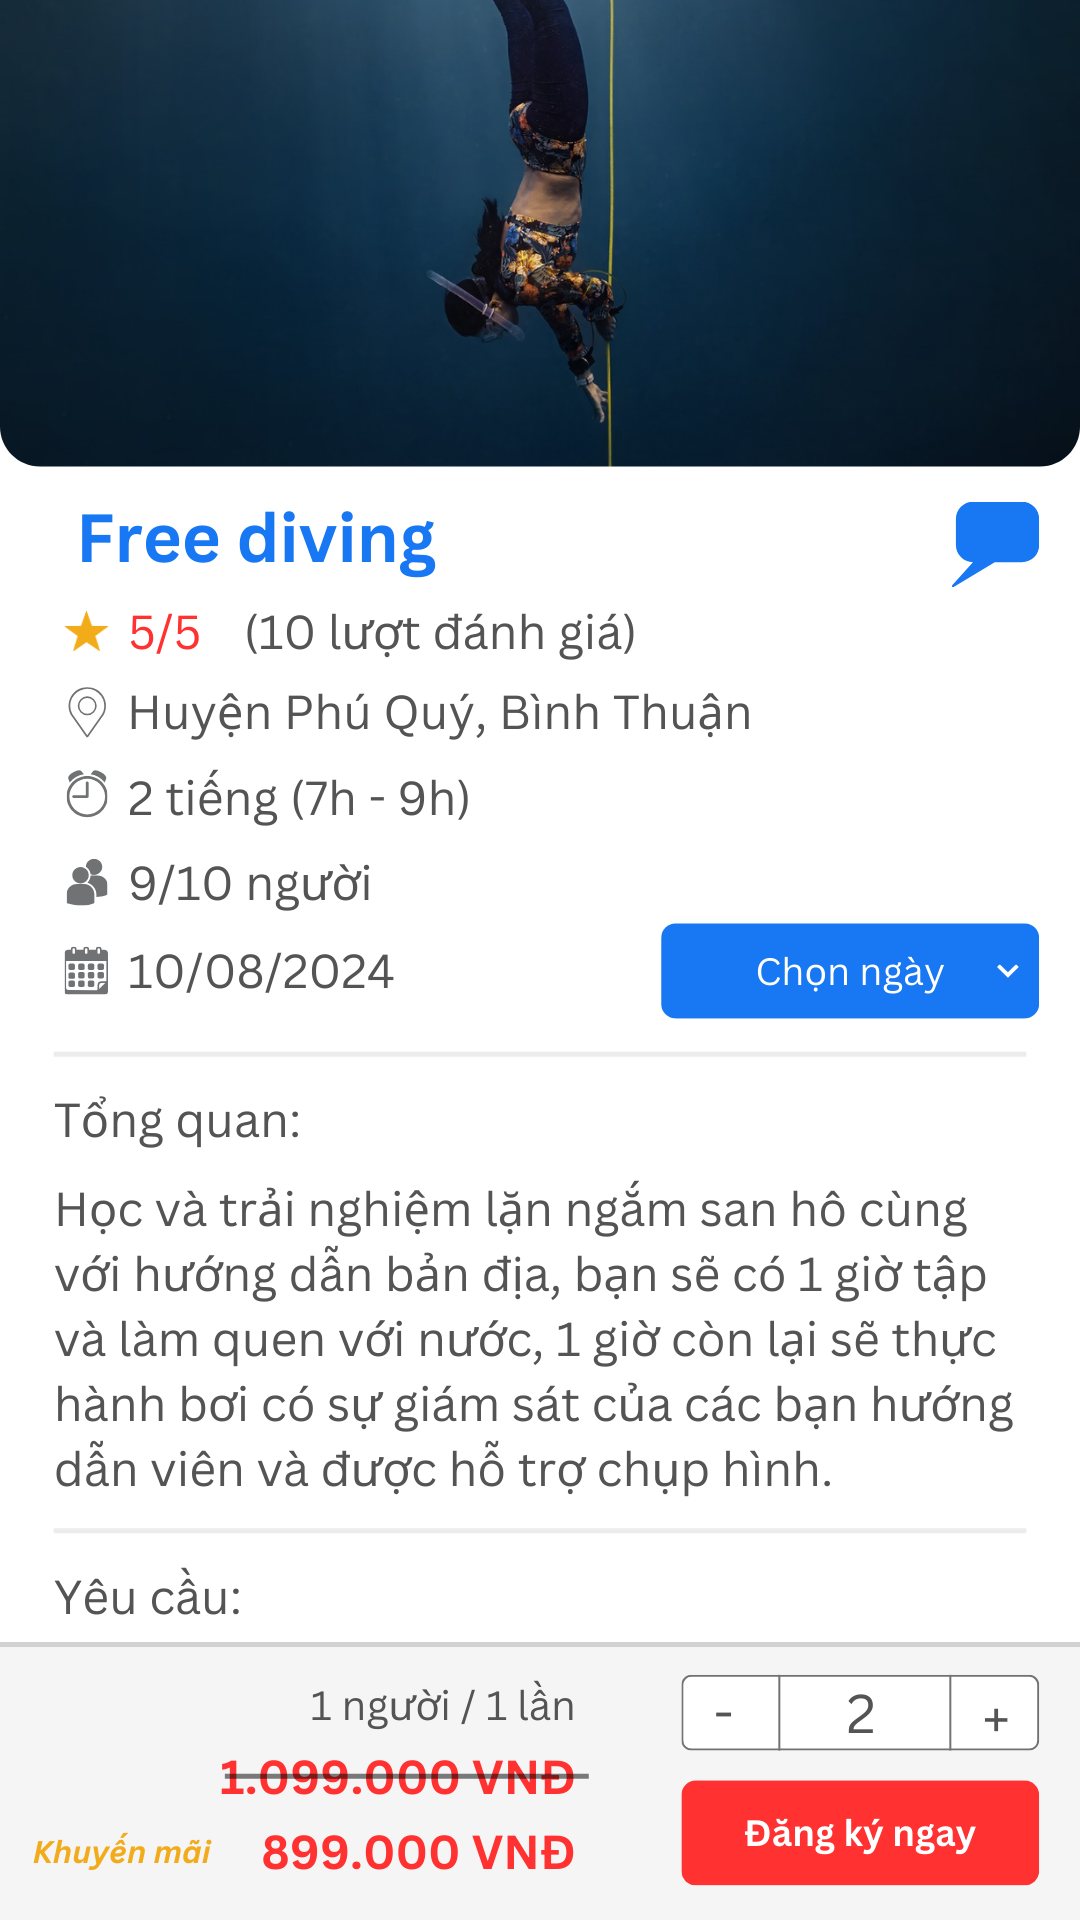 Free diving
5/5 (10 lượt đánh giá)
Huyện Phú Quý, Bình Thuận
2 tiếng (7h - 9h)
9/10 người
10/08/2024
Chọn ngày
Tổng quan:
Học và trải nghiệm lặn ngắm san hô cùng
với hướng dẫn bản địa, bạn sẽ có 1 giờ tập
và làm quen với nước, 1 giờ còn lại sẽ thực
hành bơi có sự giám sát của các bạn hướng
dẫn viên và được hỗ trợ chụp hình.
Yêu cầu:
1 người / 1 lần
- 2 +
1.099.000 VNĐ
Khuyến mãi 899.000 VNĐ
Đăng ký ngay